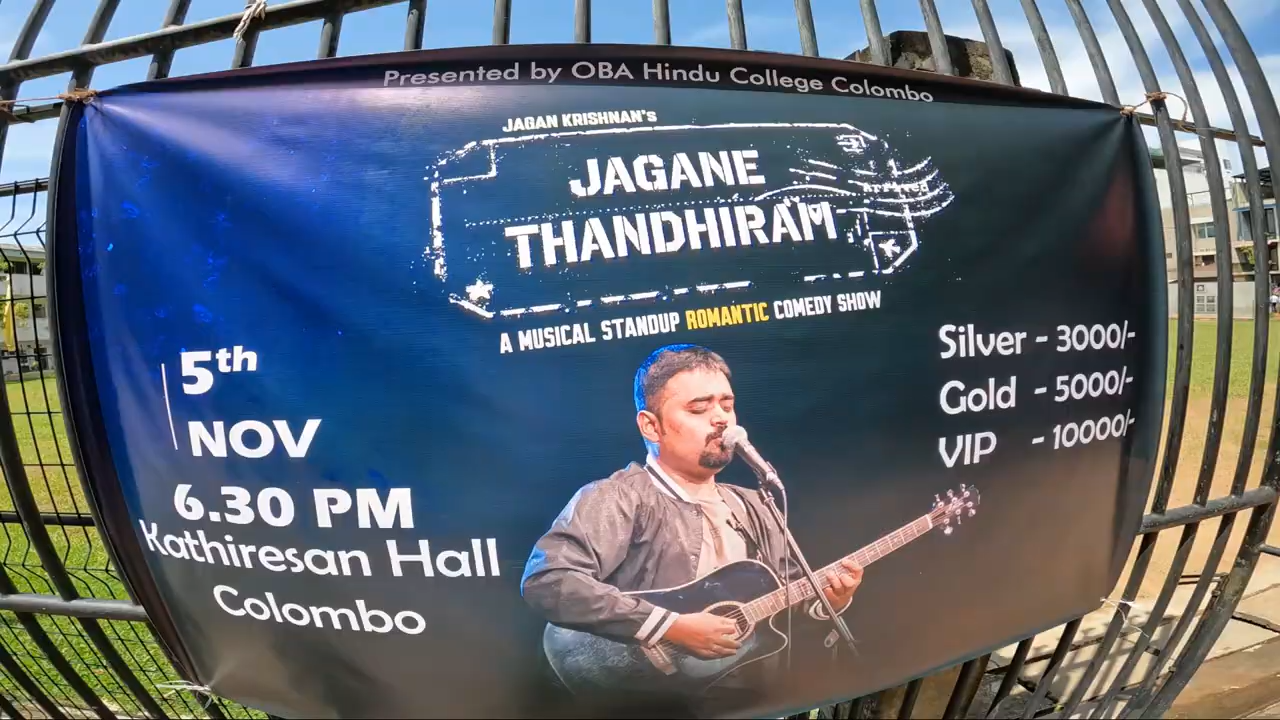 Presented by OBA Hindu College Colombo
JAGAN KRISHNAN's
JAGANE
THANDHIRAM
Arrived
A MUSICAL STANDUP ROMANTIC COMEDY SHOW
5th
NOV
6.30 PM
Kathiresan Hall
Colombo
Silver - 3000/-
Gold - 5000/-
VIP - 10000/-